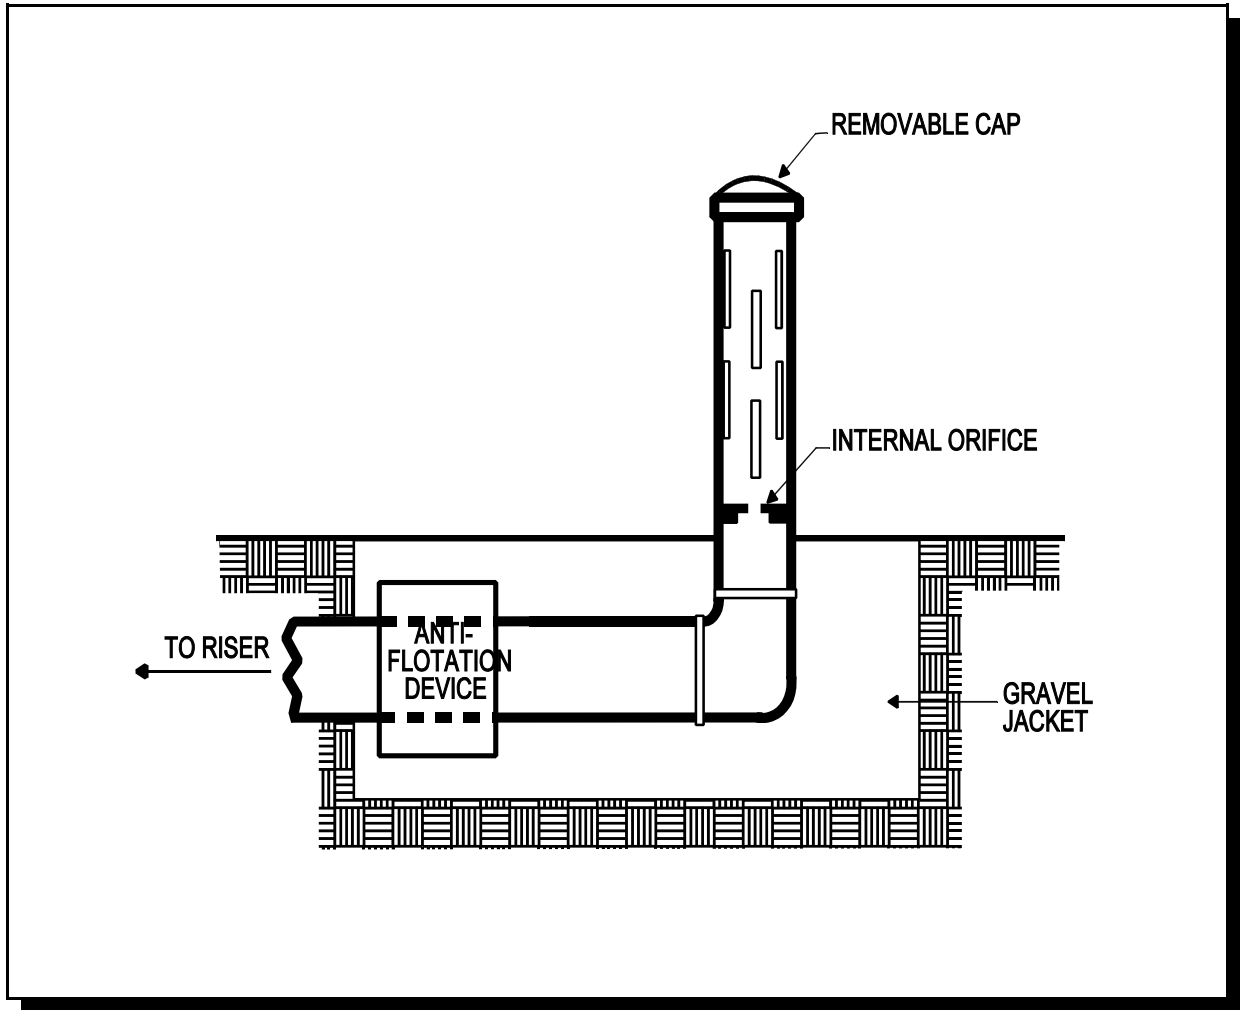 REMOVABLE CAP
INTERNAL ORIFICE
TO RISER
ANTI-
FLOTATION
DEVICE
GRAVEL
JACKET